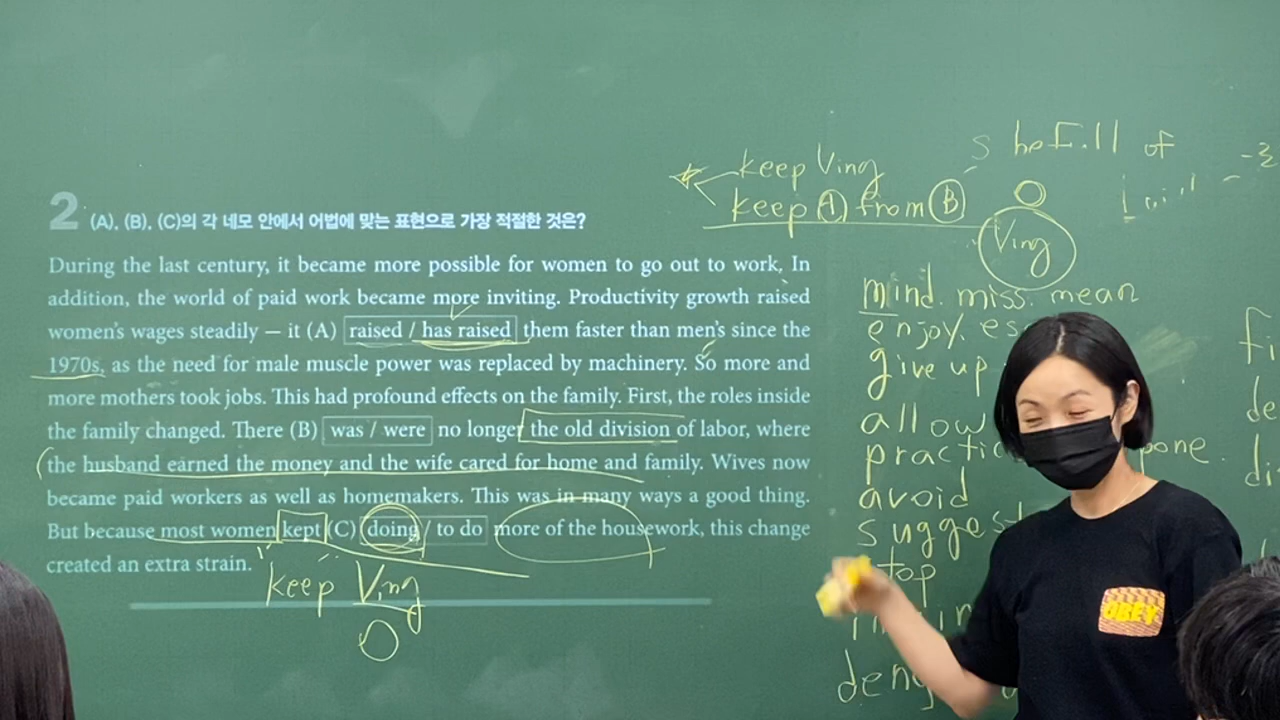 2 (A), (B), (C)의 각 네모 안에서 어법에 맞는 표현으로 가장 적절한 것은?
During the last century, it became more possible for women to go out to work. In
addition, the world of paid work became more inviting. Productivity growth raised
women's wages steadily — it (A) raised / has raised them faster than men's since the
1970s, as the need for male muscle power was replaced by machinery. So more and
more mothers took jobs. This had profound effects on the family. First, the roles inside
the family changed. There (B) was / were no longer the old division of labor, where
the husband earned the money and the wife cared for home and family. Wives now
became paid workers as well as homemakers. This was in many ways a good thing.
But because most women kept (C) doing / to do more of the housework, this change
created an extra strain.
keep Ving
keep Ving
keep A from B
of
Ving
mind. miss. mean
enjoy.
give up
allow
avoid
suggest
OBEY